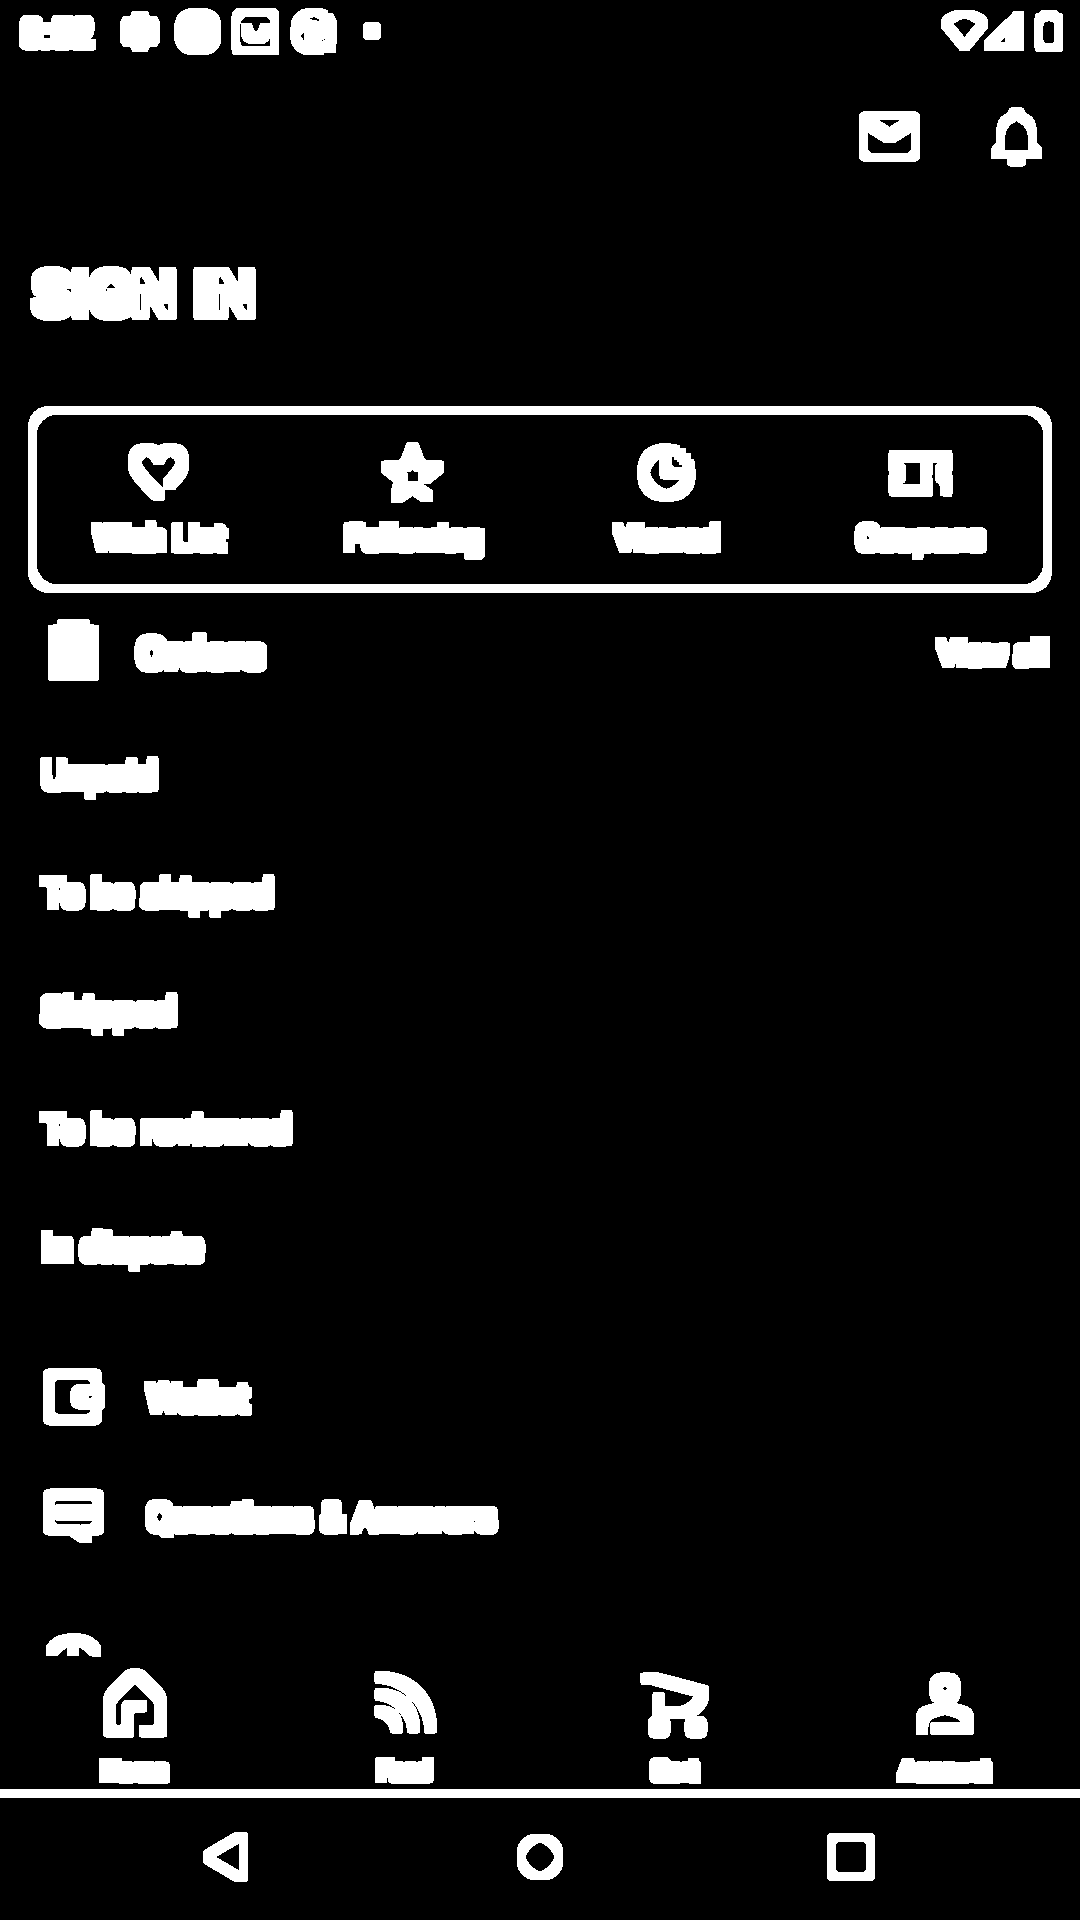 SIGN IN
Wish List
Following
Viewed
Coupons
Orders
View all
Unpaid
To be shipped
Shipped
To be reviewed
In dispute
Wallet
Questions & Answers
Home
Feed
Cart
Account